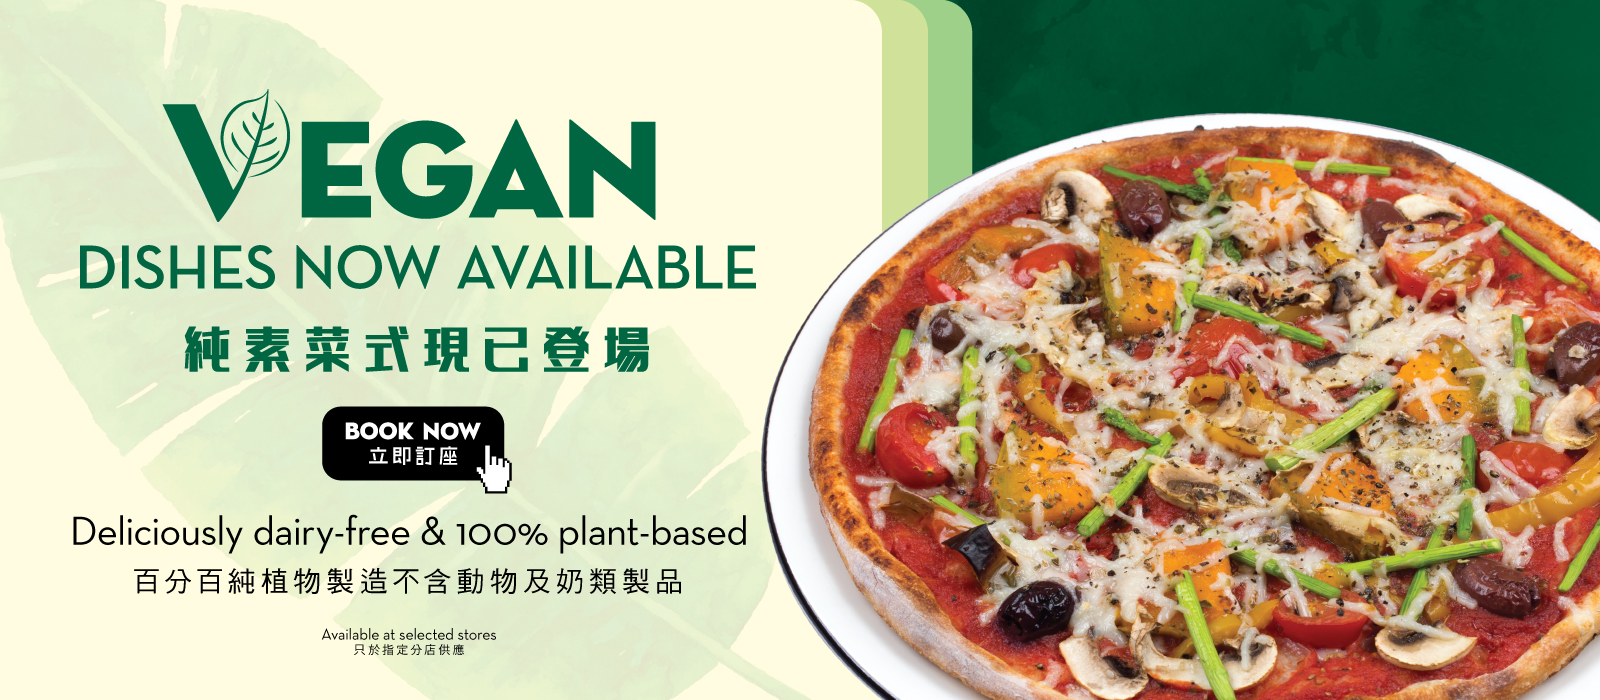 VEGAN
DISHES NOW AVAILABLE
純素菜式現已登場
BOOK NOW
立即訂座
Deliciously dairy-free & 100% plant-based
百分百純植物製造不含動物及奶類製品
Available at selected stores
只於指定分店供應